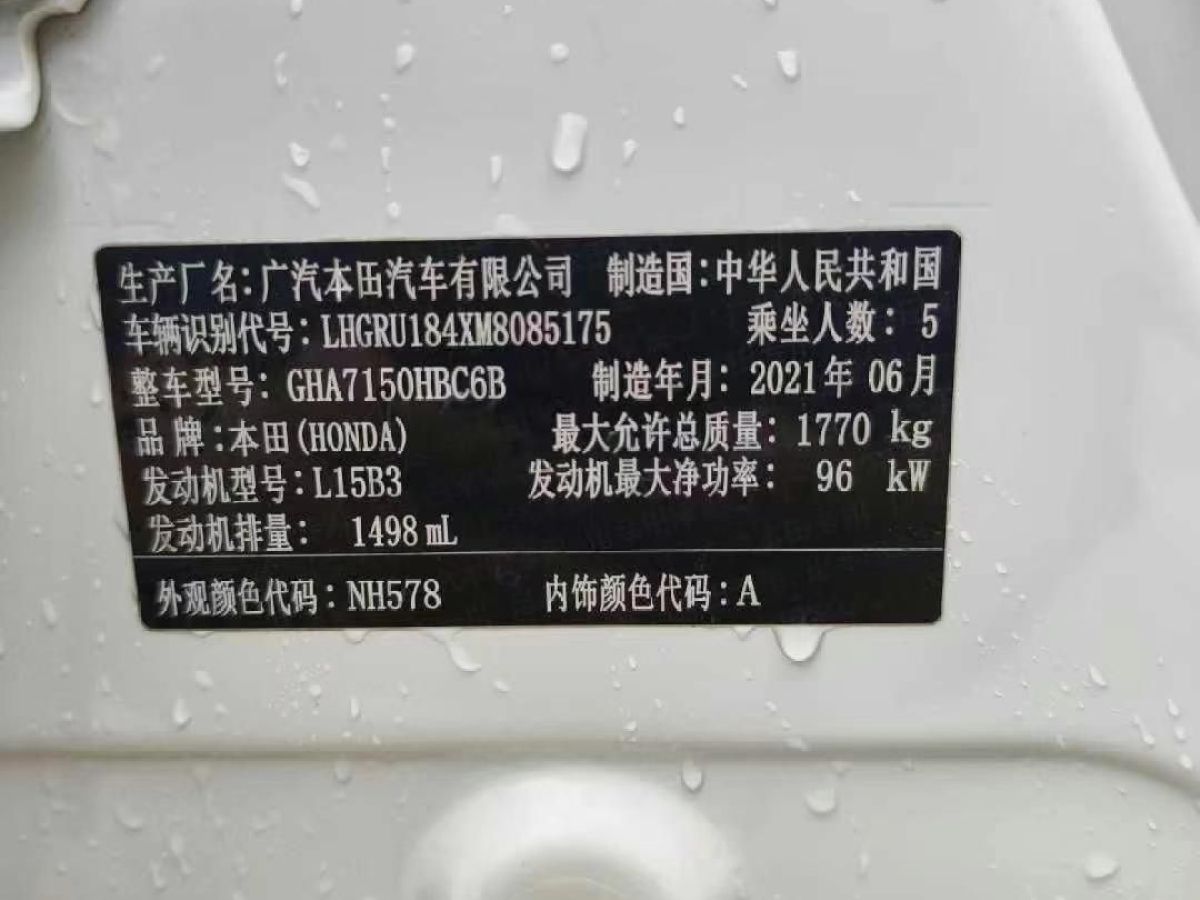 生产厂名:广汽本田汽车有限公司 制造国:中华人民共和国
车辆识别代号:LHGRU184XM8085175 乘坐人数:5
整车型号:GHA7150HBC6B 制造年月:2021年06月
品牌:本田(HONDA) 最大允许总质量:1770 kg
发动机型号:L15B3 发动机最大净功率:96 kW
发动机排量:1498 mL
外观颜色代码:NH578 内饰颜色代码:A